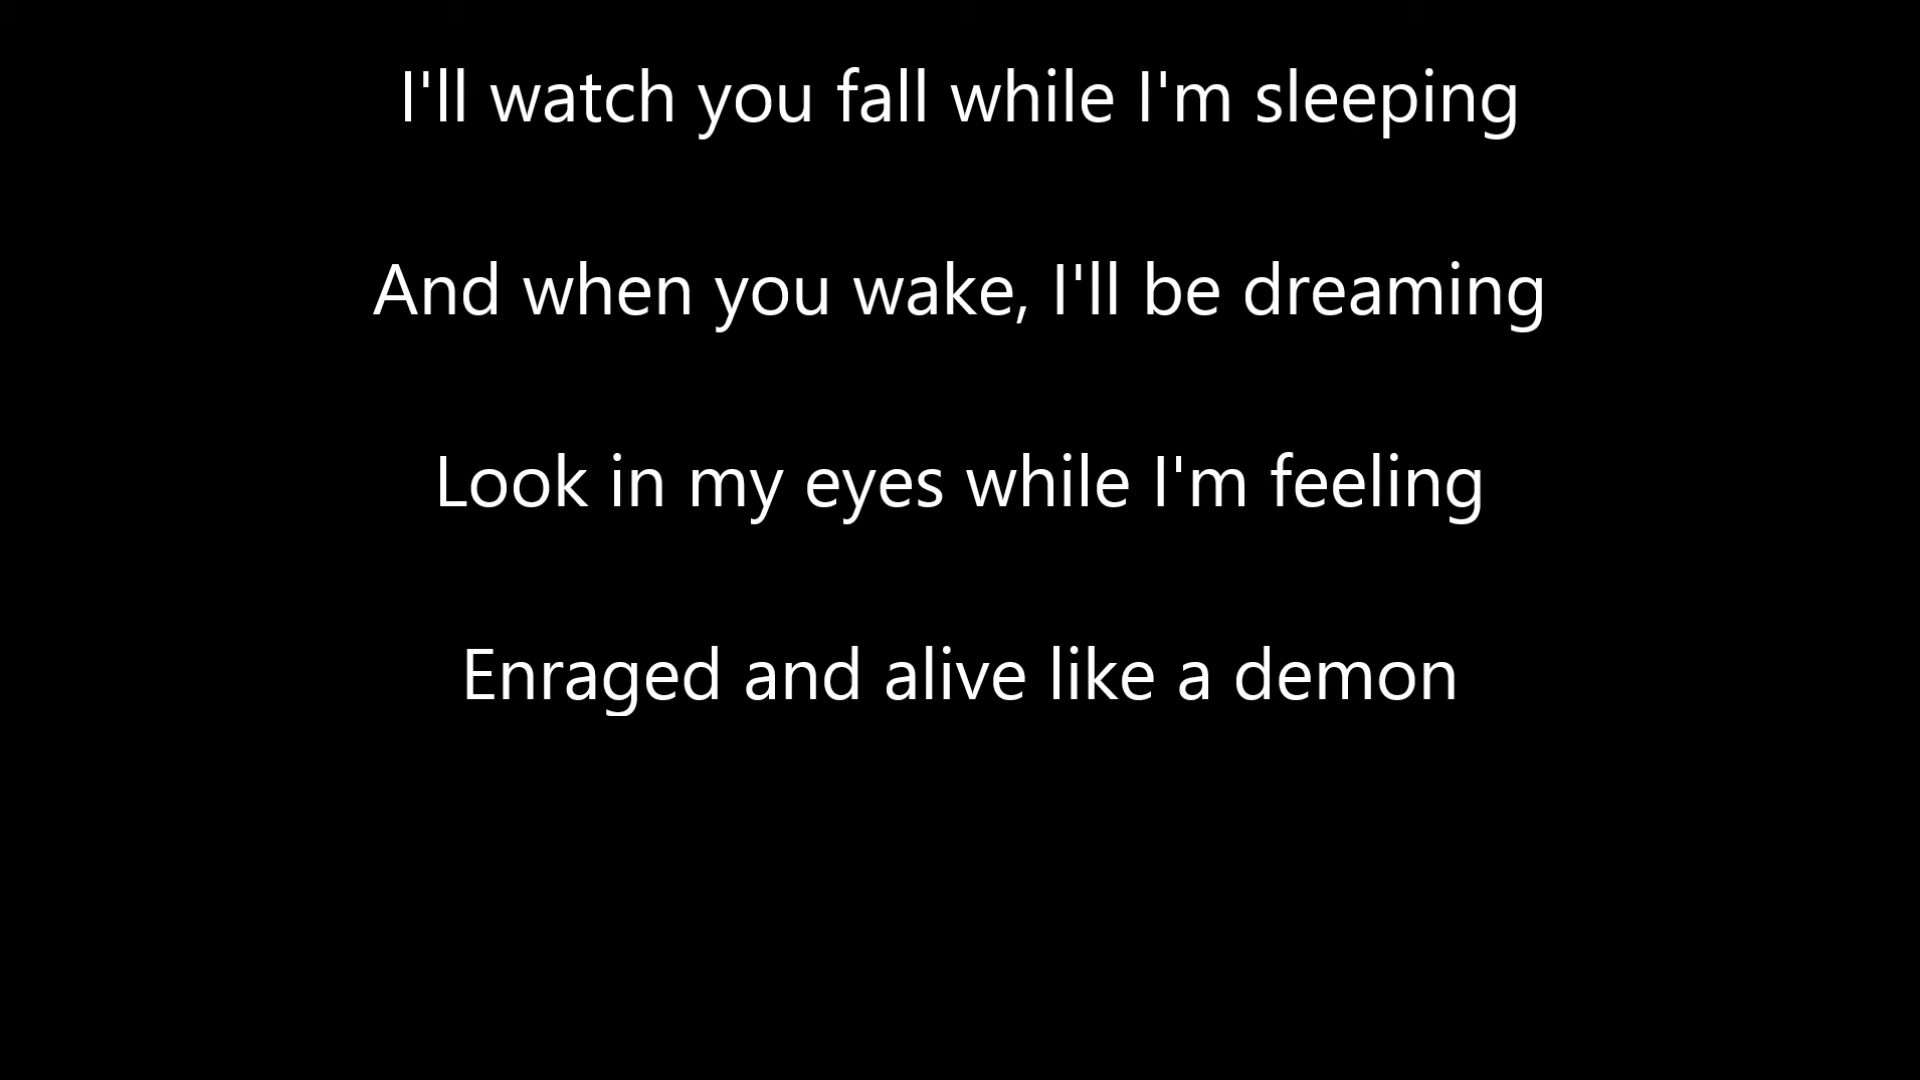 I'll watch you fall while I'm sleeping
And when you wake, I'll be dreaming
Look in my eyes while I'm feeling
Enraged and alive like a demon